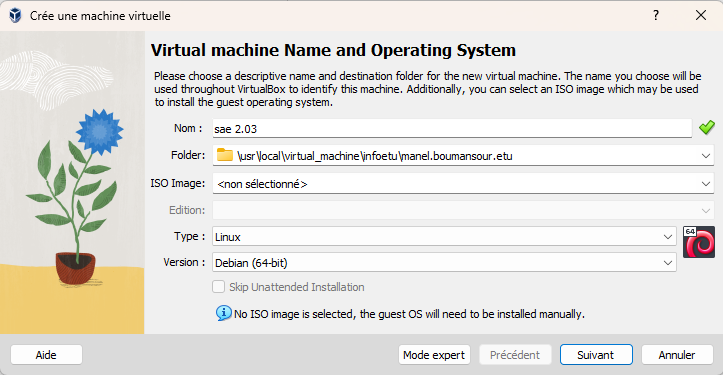 Crée une machine virtuelle
?
Virtual machine Name and Operating System
Please choose a descriptive name and destination folder for the new virtual machine. The name you choose will be
used throughout VirtualBox to identify this machine. Additionally, you can select an ISO image which may be used
to install the guest operating system.
Nom : sae 2.03
Folder: \usr\local\virtual_machine\infoetu\manel.boumansour.etu
ISO Image: <non sélectionné>
Edition:
Type : Linux
64
Version : Debian (64-bit)
Skip Unattended Installation
No ISO image is selected, the guest OS will need to be installed manually.
Aide Mode expert Précédent Suivant Annuler